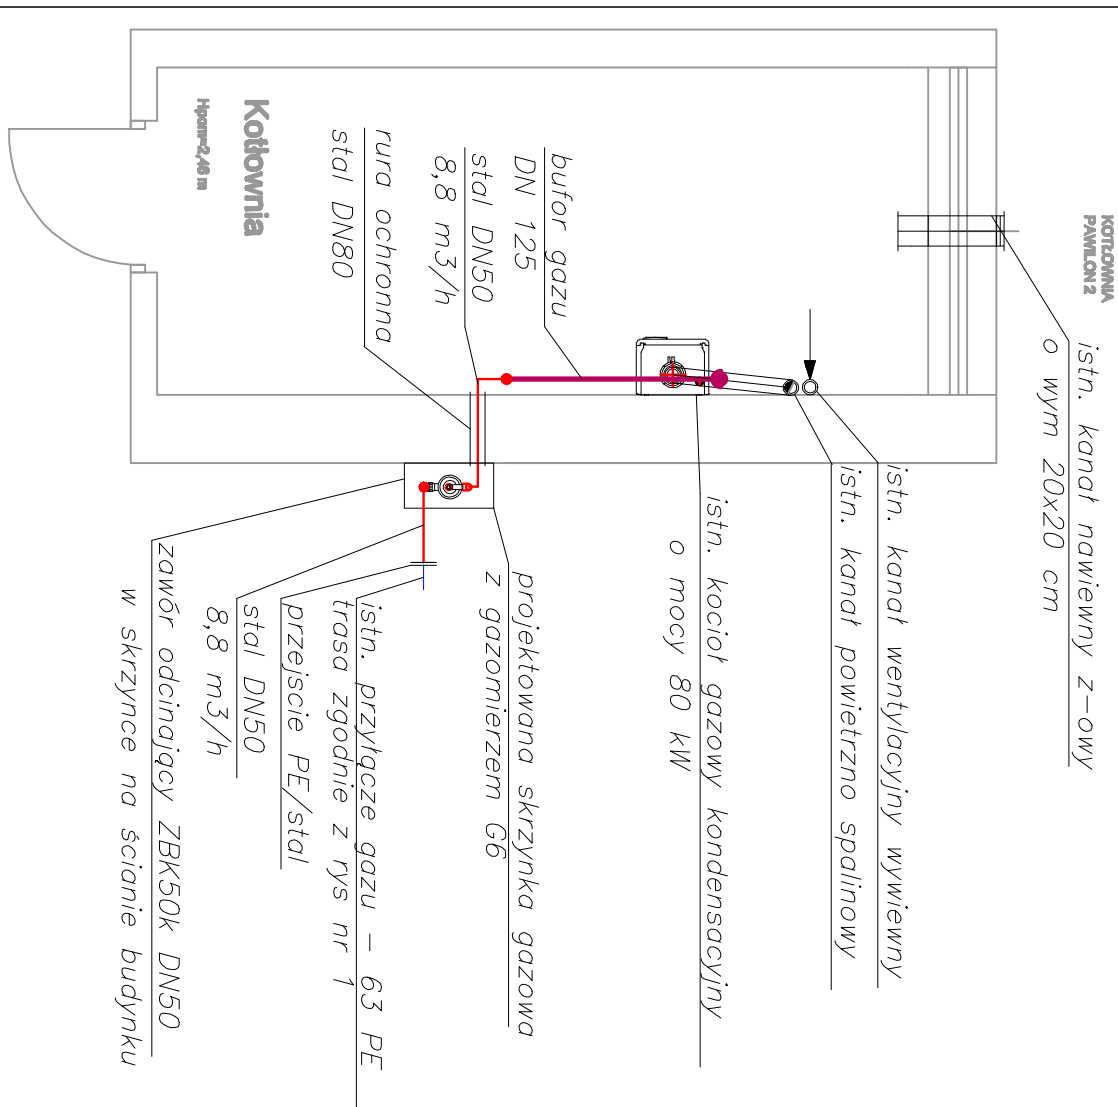 KOTŁOWNIA
PAWILON 2
istn. kanał nawiewny z-owy
o wym 20x20 cm
istn. kanał wentylacyjny wywiewny
istn. kanał powietrzno spalinowy
istn. kocioł gazowy kondensacyjny
o mocy 80 kW
bufor gazu
DN 125
stal DN50
8,8 m3/h
rura ochronna
stal DN80
Kotłownia
Hpom=2,46 m
projektowana skrzynka gazowa
z gazomierzem G6
istn. przyłącze gazu - 63 PE
trasa zgodnie z rys nr 1
przejscie PE/stal
stal DN50
8,8 m3/h
zawór odcinający ZBK50k DN50
w skrzynce na ścianie budynku